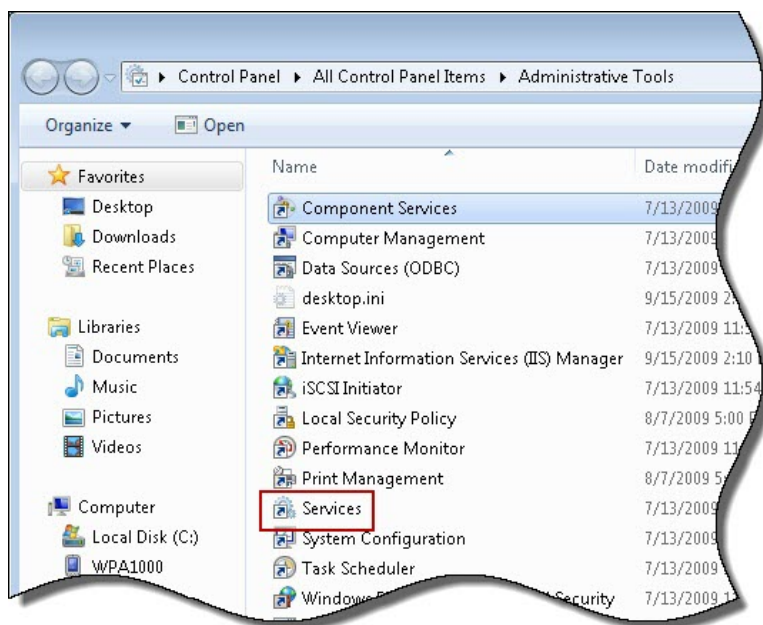 Control Panel ▸ All Control Panel Items ▸ Administrative Tools
Organize ▾ Open
Name Date
Favorites
Desktop
Downloads
Recent Places
Libraries
Documents
Music
Pictures
Videos
Computer
Local Disk (C:)
WPA1000
Component Services 7/13/2009
Computer Management 7/13/2009
Data Sources (ODBC) 7/13/2009
desktop.ini 9/15/2009
Event Viewer 7/13/2009
Internet Information Services (IIS) Manager 9/15/2009 2:10
iSCSI Initiator 7/13/2009 11:54
Local Security Policy 8/7/2009 5:00
Performance Monitor 7/13/2009
Print Management 8/7/2009
Services 7/13/2009
System Configuration 7/13/2009
Task Scheduler 7/13/2009
Windows Security 7/13/2009